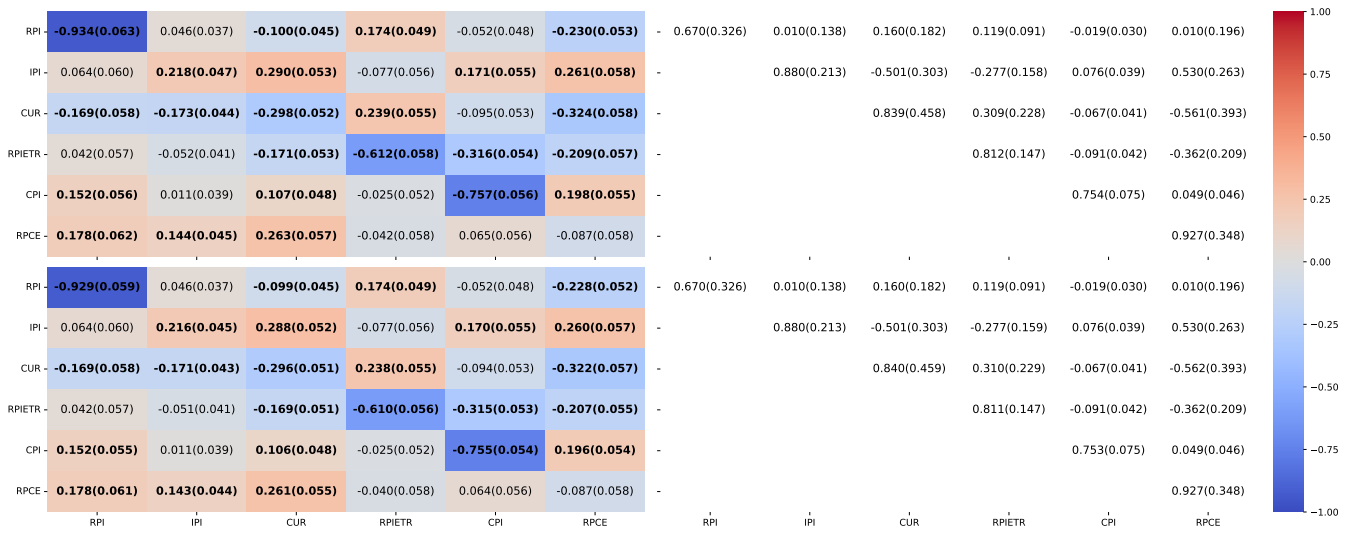 RPI -0.934(0.063) 0.046(0.037) -0.100(0.045) 0.174(0.049) -0.052(0.048) -0.230(0.053) 0.670(0.326) 0.010(0.138) 0.160(0.182) 0.119(0.091) -0.019(0.030) 0.010(0.196)
IPI 0.064(0.060) 0.218(0.047) 0.290(0.053) -0.077(0.056) 0.171(0.055) 0.261(0.058) 0.880(0.213) -0.501(0.303) -0.277(0.158) 0.076(0.039) 0.530(0.263)
CUR -0.169(0.058) -0.173(0.044) -0.298(0.052) 0.239(0.055) -0.095(0.053) -0.324(0.058) 0.839(0.458) 0.309(0.228) -0.067(0.041) -0.561(0.393)
RPIETR 0.042(0.057) -0.052(0.041) -0.171(0.053) -0.612(0.058) -0.316(0.054) -0.209(0.057) 0.812(0.147) -0.091(0.042) -0.362(0.209)
CPI 0.152(0.056) 0.011(0.039) 0.107(0.048) -0.025(0.052) -0.757(0.056) 0.198(0.055) 0.754(0.075) 0.049(0.046)
RPCE 0.178(0.062) 0.144(0.045) 0.263(0.057) -0.042(0.058) 0.065(0.056) -0.087(0.058) 0.927(0.348)
RPI -0.929(0.059) 0.046(0.037) -0.099(0.045) 0.174(0.049) -0.052(0.048) -0.228(0.052) 0.670(0.326) 0.010(0.138) 0.160(0.182) 0.119(0.091) -0.019(0.030) 0.010(0.196)
IPI 0.064(0.060) 0.216(0.045) 0.288(0.052) -0.077(0.056) 0.170(0.055) 0.260(0.057) 0.880(0.213) -0.501(0.303) -0.277(0.159) 0.076(0.039) 0.530(0.263)
CUR -0.169(0.058) -0.171(0.043) -0.296(0.051) 0.238(0.055) -0.094(0.053) -0.322(0.057) 0.840(0.459) 0.310(0.229) -0.067(0.041) -0.562(0.393)
RPIETR 0.042(0.057) -0.051(0.041) -0.169(0.051) -0.610(0.056) -0.315(0.053) -0.207(0.055) 0.811(0.147) -0.091(0.042) -0.362(0.209)
CPI 0.152(0.055) 0.011(0.039) 0.106(0.048) -0.025(0.052) -0.755(0.054) 0.196(0.054) 0.753(0.075) 0.049(0.046)
RPCE 0.178(0.061) 0.143(0.044) 0.261(0.055) -0.040(0.058) 0.064(0.056) -0.087(0.058) 0.927(0.348)
RPI IPI CUR RPIETR CPI RPCE RPI IPI CUR RPIETR CPI RPCE
1.00
0.75
0.50
0.25
0.00
−0.25
−0.50
−0.75
−1.00